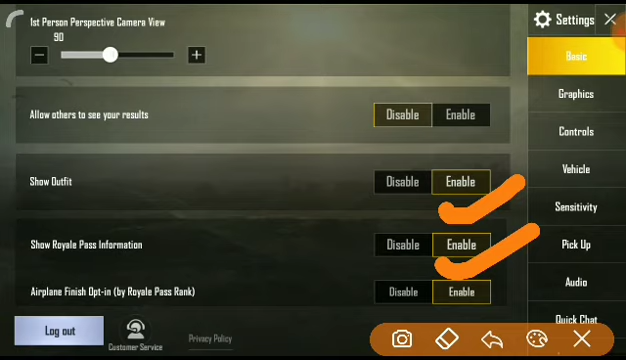 1st Person Perspective Camera View
90
Allow others to see your results
Disable
Enable
Show Outfit
Disable
Enable
Show Royale Pass Information
Disable
Enable
Airplane Finish Opt-in (by Royale Pass Rank)
Disable
Enable
Log out
Customer Service
Privacy Policy
Settings
Basic
Graphics
Controls
Vehicle
Sensitivity
Pick Up
Audio
Quick Chat